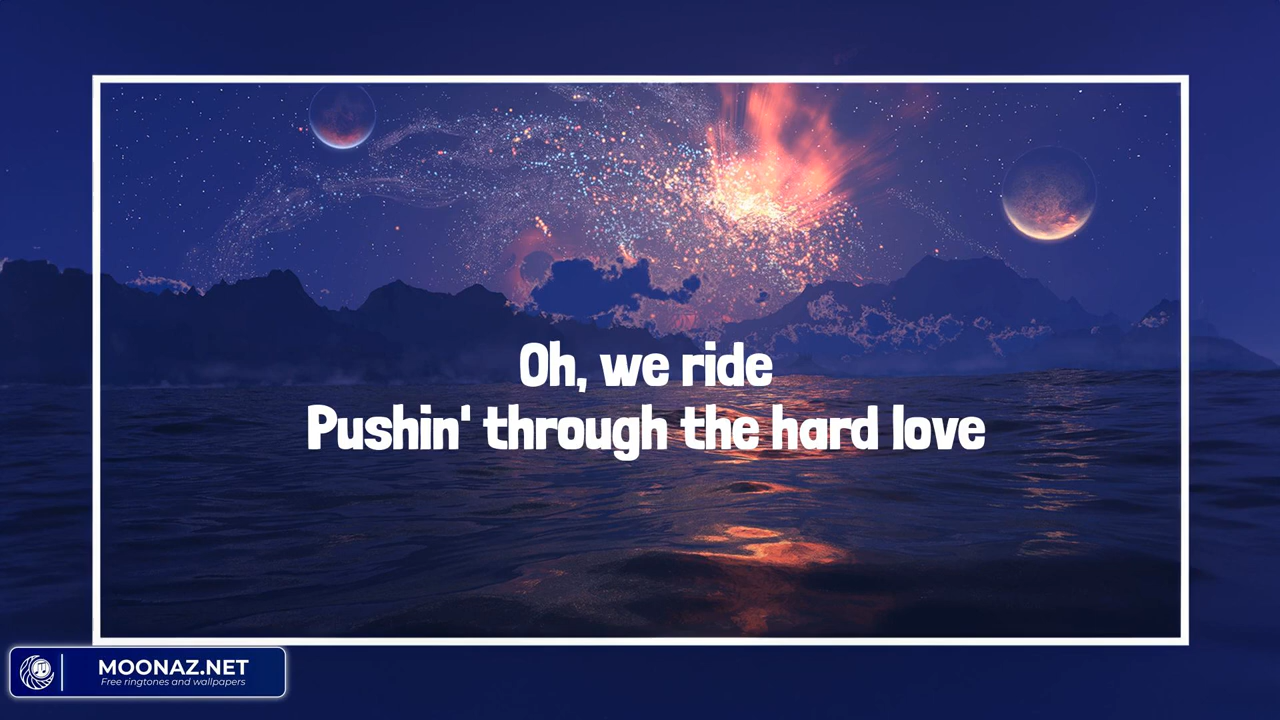 Oh, we ride
Pushin' through the hard love
MOONAZ.NET
Free ringtones and wallpapers